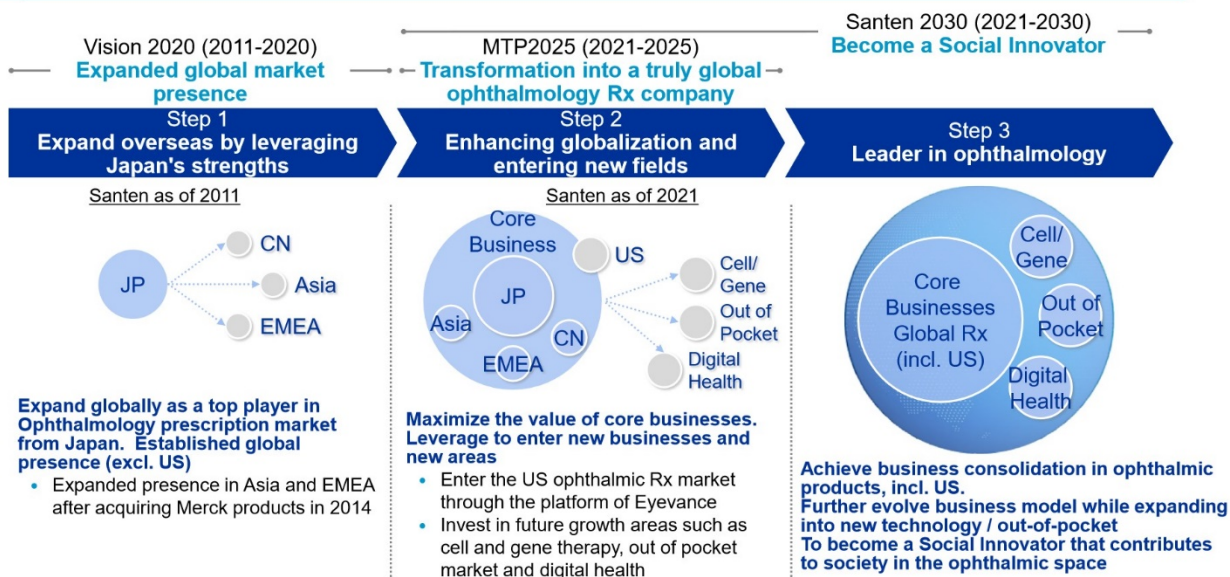 Vision 2020 (2011-2020)
Expanded global market
presence
MTP2025 (2021-2025)
Transformation into a truly global
ophthalmology Rx company
Santen 2030 (2021-2030)
Become a Social Innovator
Step 1
Expand overseas by leveraging
Japan's strengths
Step 2
Enhancing globalization and
entering new fields
Step 3
Leader in ophthalmology
Santen as of 2011
JP
CN
Asia
EMEA
Expand globally as a top player in
Ophthalmology prescription market
from Japan. Established global
presence (excl. US)
• Expanded presence in Asia and EMEA
after acquiring Merck products in 2014
Santen as of 2021
Core
Business
JP
US
Asia
CN
EMEA
Cell/
Gene
Out of
Pocket
Digital
Health
Maximize the value of core businesses.
Leverage to enter new businesses and
new areas
• Enter the US ophthalmic Rx market
through the platform of Eyevance
• Invest in future growth areas such as
cell and gene therapy, out of pocket
market and digital health
Core
Businesses
Global Rx
(incl. US)
Cell/
Gene
Out of
Pocket
Digital
Health
Achieve business consolidation in ophthalmic
products, incl. US.
Further evolve business model while expanding
into new technology / out-of-pocket
To become a Social Innovator that contributes
to society in the ophthalmic space